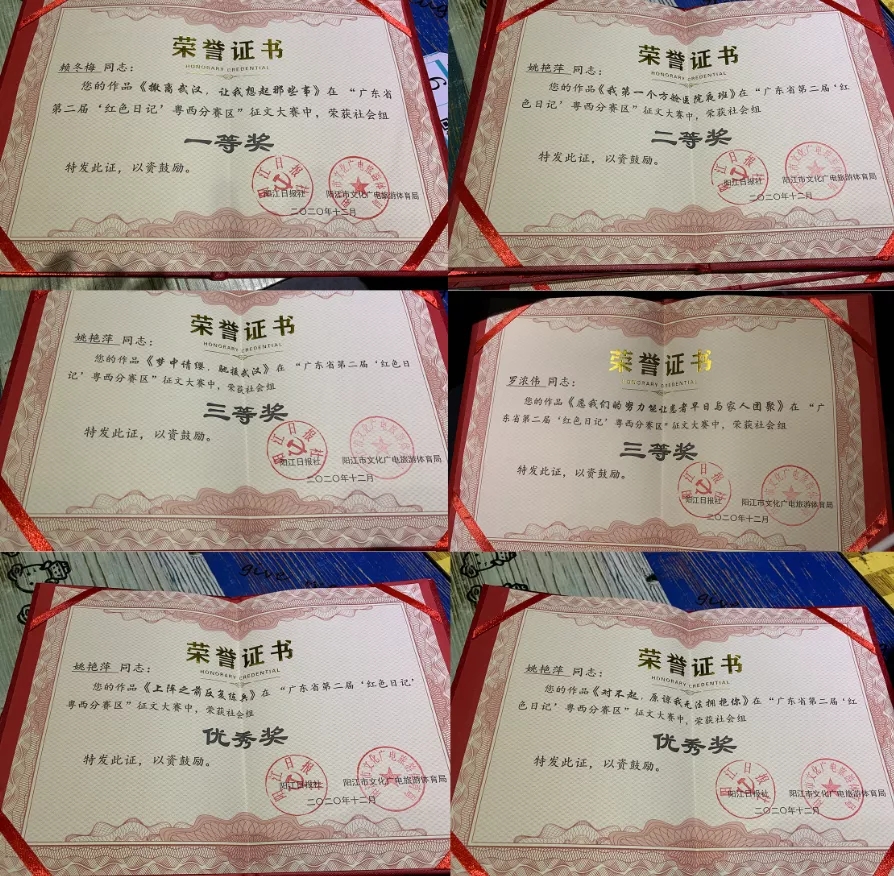 荣誉证书
HONORARY CREDENTIAL
赖冬梅 同志：
您的作品《撤离武汉，让我想起那些事》在“广东省
第二届‘红色日记’粤西分赛区”征文大赛中，荣获社会组
一等奖
特发此证，以资鼓励。
阳江日报社
阳江市文化广电旅游体育局
二〇二〇年十二月
荣誉证书
HONORARY CREDENTIAL
姚艳萍 同志：
您的作品《我第一个方舱医院夜班》在“广东省第二届‘红
色日记’粤西分赛区”征文大赛中，荣获社会组
二等奖
特发此证，以资鼓励。
阳江日报社
阳江市文化广电旅游体育局
二〇二〇年十二月
荣誉证书
HONORARY CREDENTIAL
姚艳萍 同志：
您的作品《梦中请缨，驰援武汉》在“广东省第二届‘红色日
记’粤西分赛区”征文大赛中，荣获社会组
三等奖
特发此证，以资鼓励。
阳江日报社
阳江市文化广电旅游体育局
二〇二〇年十二月
荣誉证书
HONORARY CREDENTIAL
罗浓伟 同志：
您的作品《愿我们的努力能让患者早日与家人团聚》在“广
东省第二届‘红色日记’粤西分赛区”征文大赛中，荣获社会组
三等奖
特发此证，以资鼓励。
阳江日报社
阳江市文化广电旅游体育局
二〇二〇年十二月
荣誉证书
HONORARY CREDENTIAL
姚艳萍 同志：
您的作品《上阵之前反复练兵》在“广东省第二届‘红色日记’
粤西分赛区”征文大赛中，荣获社会组
优秀奖
特发此证，以资鼓励。
阳江日报社
阳江市文化广电旅游体育局
二〇二〇年十二月
荣誉证书
HONORARY CREDENTIAL
姚艳萍 同志：
您的作品《对不起，原谅我无法拥抱你》在“广东省第二届‘红
色日记’粤西分赛区”征文大赛中，荣获社会组
优秀奖
特发此证，以资鼓励。
阳江日报社
阳江市文化广电旅游体育局
二〇二〇年十二月